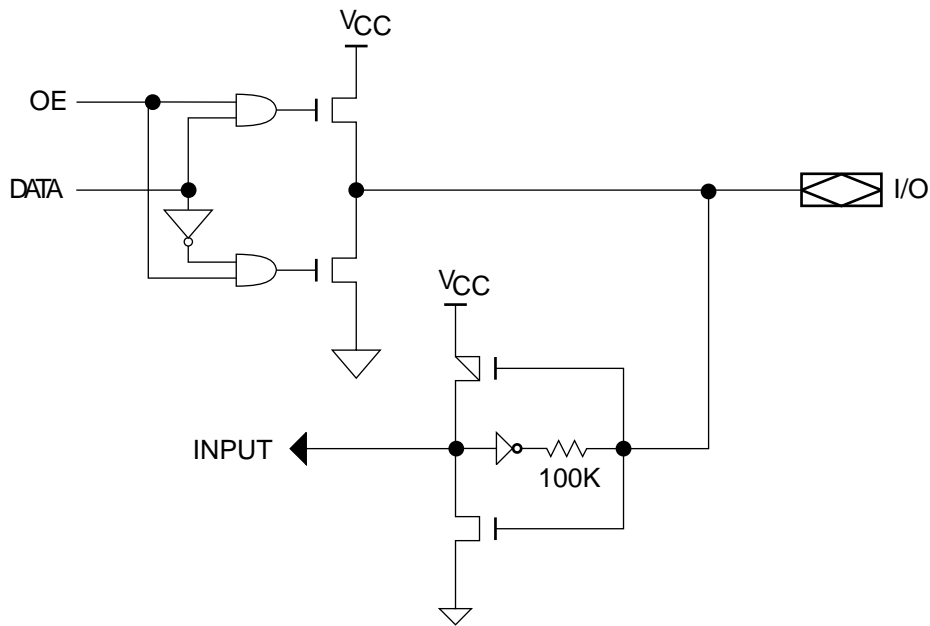 VCC
OE
DATA
I/O
VCC
INPUT
100K